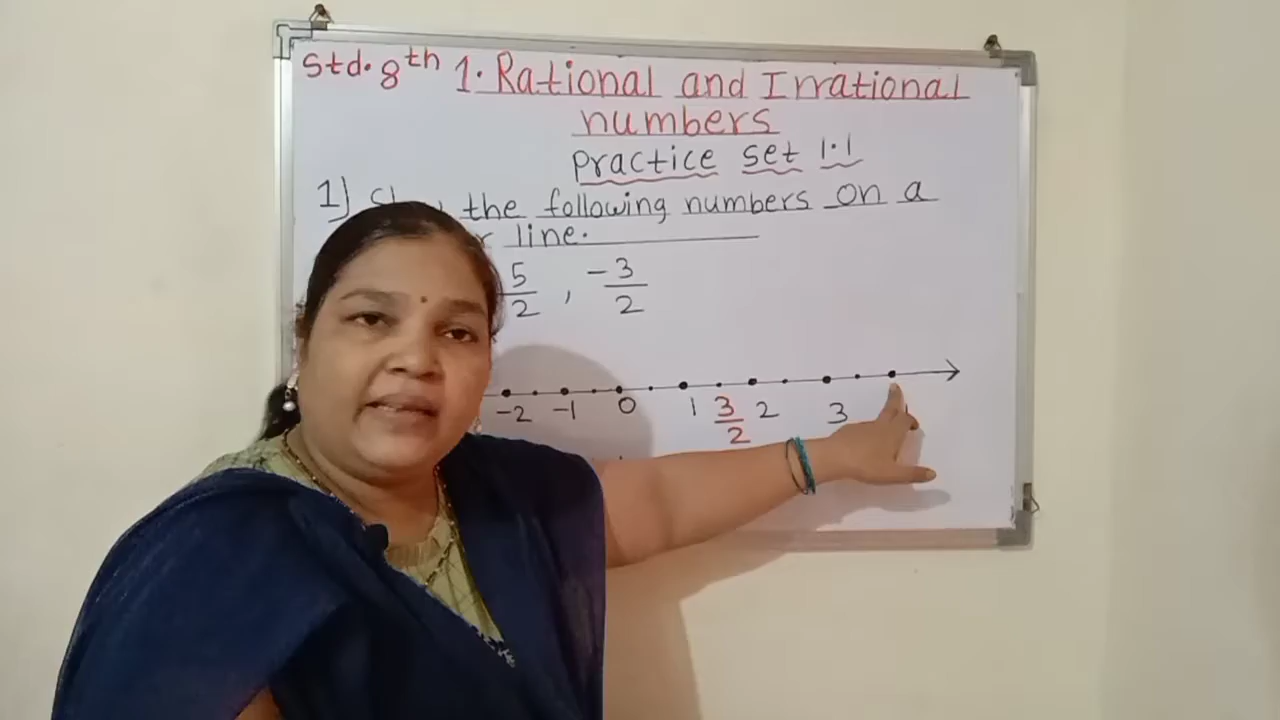 Std. 8th 1. Rational and Irrational
numbers
Practice set 1.1
1) the following numbers on a
line.
5/2 , -3/2
-2 -1 0 1 3/2 2 3